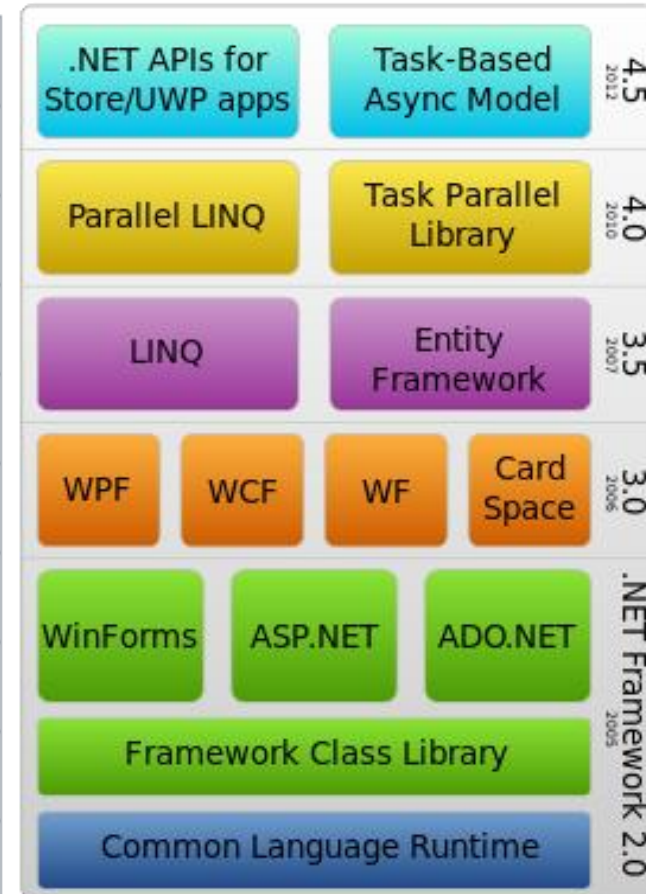 .NET APIs for
Store/UWP apps
Task-Based
Async Model
4.5
2012
Parallel LINQ
Task Parallel
Library
4.0
2010
LINQ
Entity
Framework
3.5
2007
WPF
WCF
WF
Card
Space
3.0
2006
WinForms
ASP.NET
ADO.NET
Framework Class Library
Common Language Runtime
.NET Framework 2.0
2005